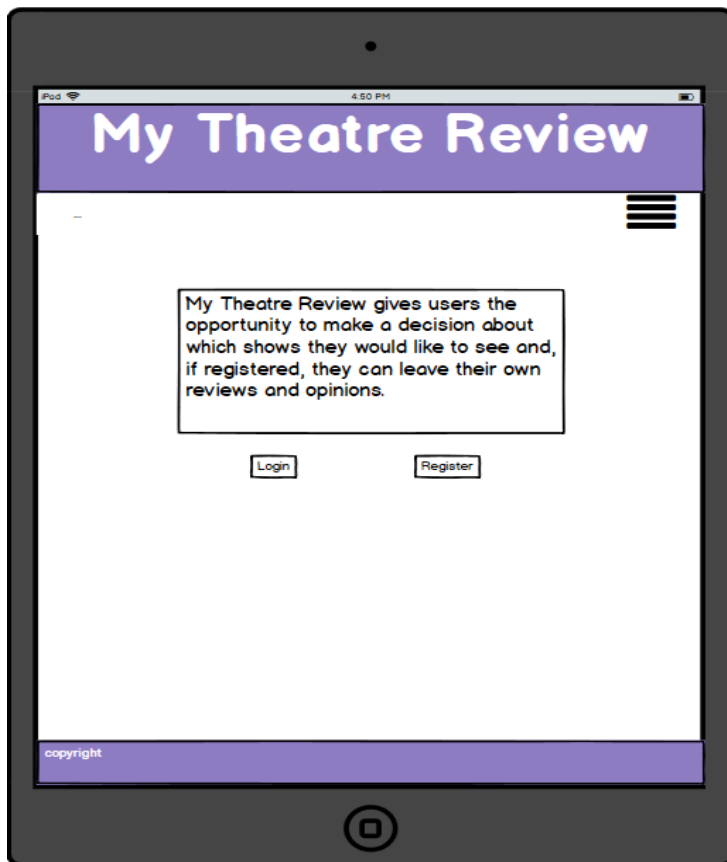 iPod 4:50 PM
My Theatre Review
My Theatre Review gives users the
opportunity to make a decision about
which shows they would like to see and,
if registered, they can leave their own
reviews and opinions.
Login Register
copyright